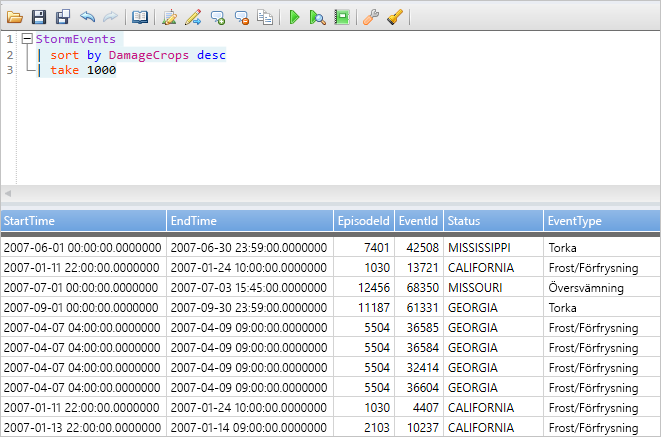 1 StormEvents
2 | sort by DamageCrops desc
3 | take 1000
StartTime EndTime EpisodeId EventId Status EventType
2007-06-01 00:00:00.0000000 2007-06-30 23:59:00.0000000 7401 42508 MISSISSIPPI Torka
2007-01-11 22:00:00.0000000 2007-01-24 10:00:00.0000000 1030 13721 CALIFORNIA Frost/Förfrysning
2007-07-01 00:00:00.0000000 2007-07-03 15:45:00.0000000 12456 68350 MISSOURI Översvämning
2007-09-01 00:00:00.0000000 2007-09-30 23:59:00.0000000 11187 61331 GEORGIA Torka
2007-04-07 04:00:00.0000000 2007-04-09 09:00:00.0000000 5504 36585 GEORGIA Frost/Förfrysning
2007-04-07 04:00:00.0000000 2007-04-09 09:00:00.0000000 5504 36584 GEORGIA Frost/Förfrysning
2007-04-07 04:00:00.0000000 2007-04-09 09:00:00.0000000 5504 32414 GEORGIA Frost/Förfrysning
2007-04-07 04:00:00.0000000 2007-04-09 09:00:00.0000000 5504 36604 GEORGIA Frost/Förfrysning
2007-01-11 22:00:00.0000000 2007-01-24 10:00:00.0000000 1030 4407 CALIFORNIA Frost/Förfrysning
2007-01-13 22:00:00.0000000 2007-01-14 09:00:00.0000000 2103 10237 CALIFORNIA Frost/Förfrysning